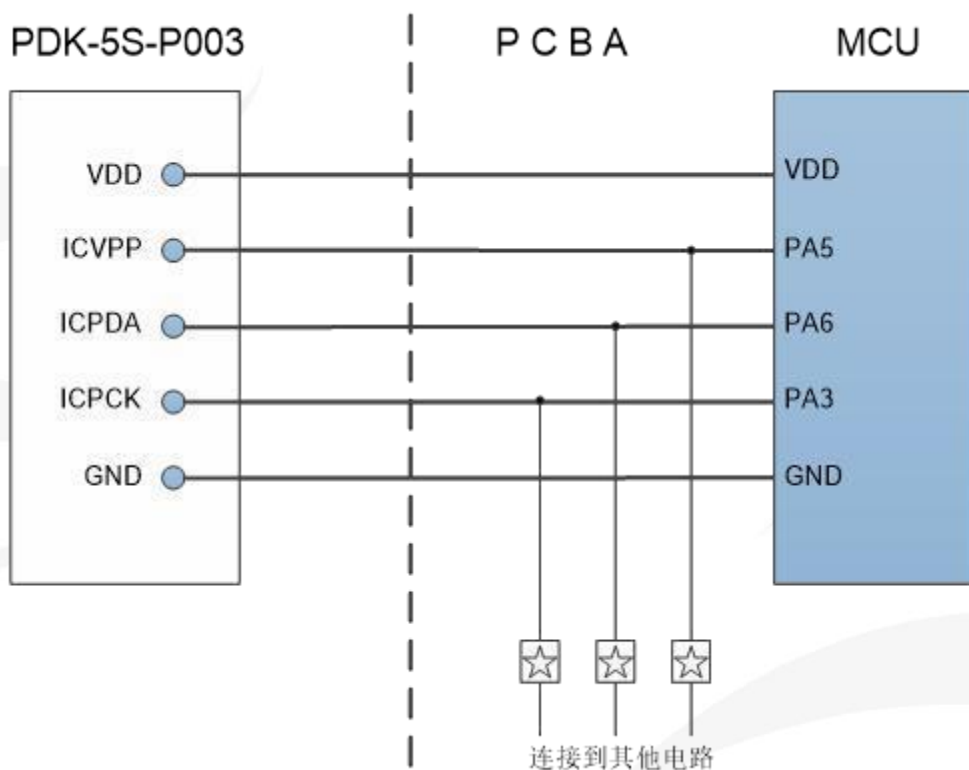 PDK-5S-P003
P C B A
MCU
VDD
VDD
ICVPP
PA5
ICPDA
PA6
ICPCK
PA3
GND
GND
连接到其他电路